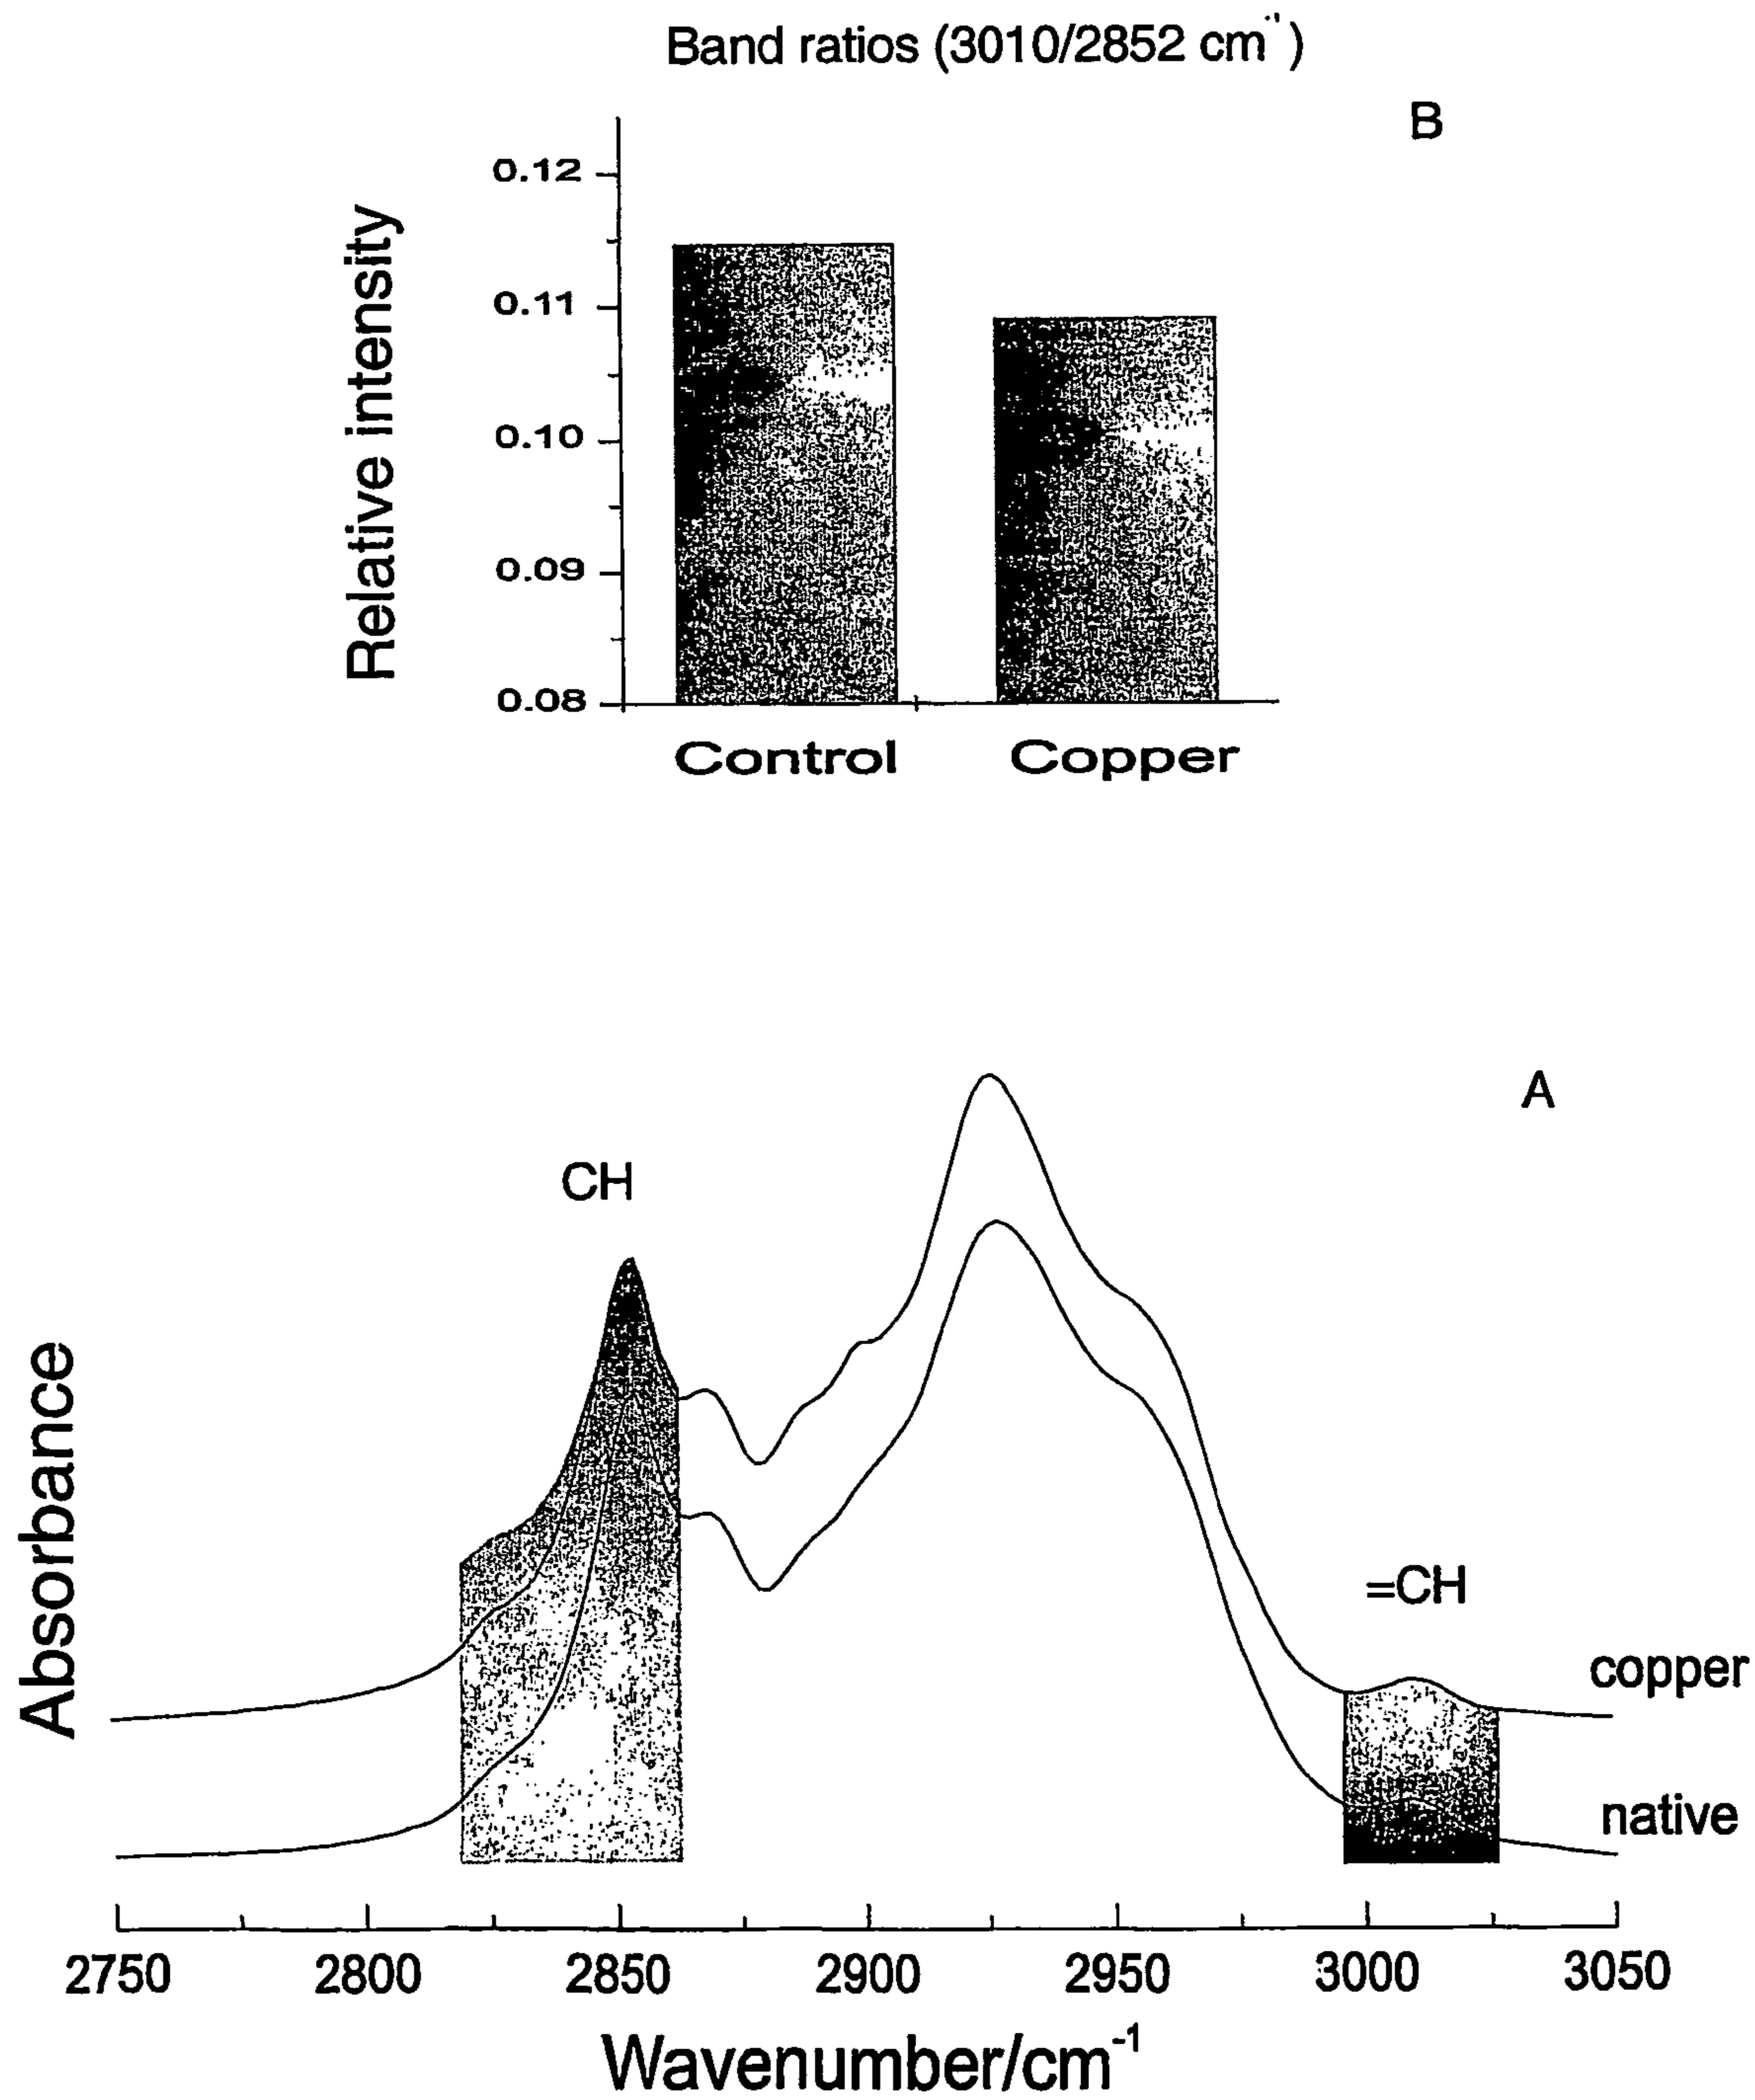 Band ratios (3010/2852 cm⁻¹)
B
0.12
0.11
0.10
0.09
0.08
Relative intensity
Control Copper
A
CH
=CH
copper
native
Absorbance
2750 2800 2850 2900 2950 3000 3050
Wavenumber/cm⁻¹